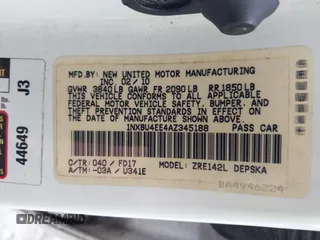 MFD.BY: NEW UNITED MOTOR MANUFACTURING
INC. 02/10
GVWR 3840LB GAWR FR 2090LB RR 1850LB
THIS VEHICLE CONFORMS TO ALL APPLICABLE
FEDERAL MOTOR VEHICLE SAFETY, BUMPER, AND
THEFT PREVENTION STANDARDS IN EFFECT ON
THE DATE OF MANUFACTURE SHOWN ABOVE.
1NXBU4EE4AZ345188 PASS CAR
C/TR: 040 / FD17 MODEL: ZRE142L DEPSKA
A/TM: -03A / U341E
BA4946224
44649 J3